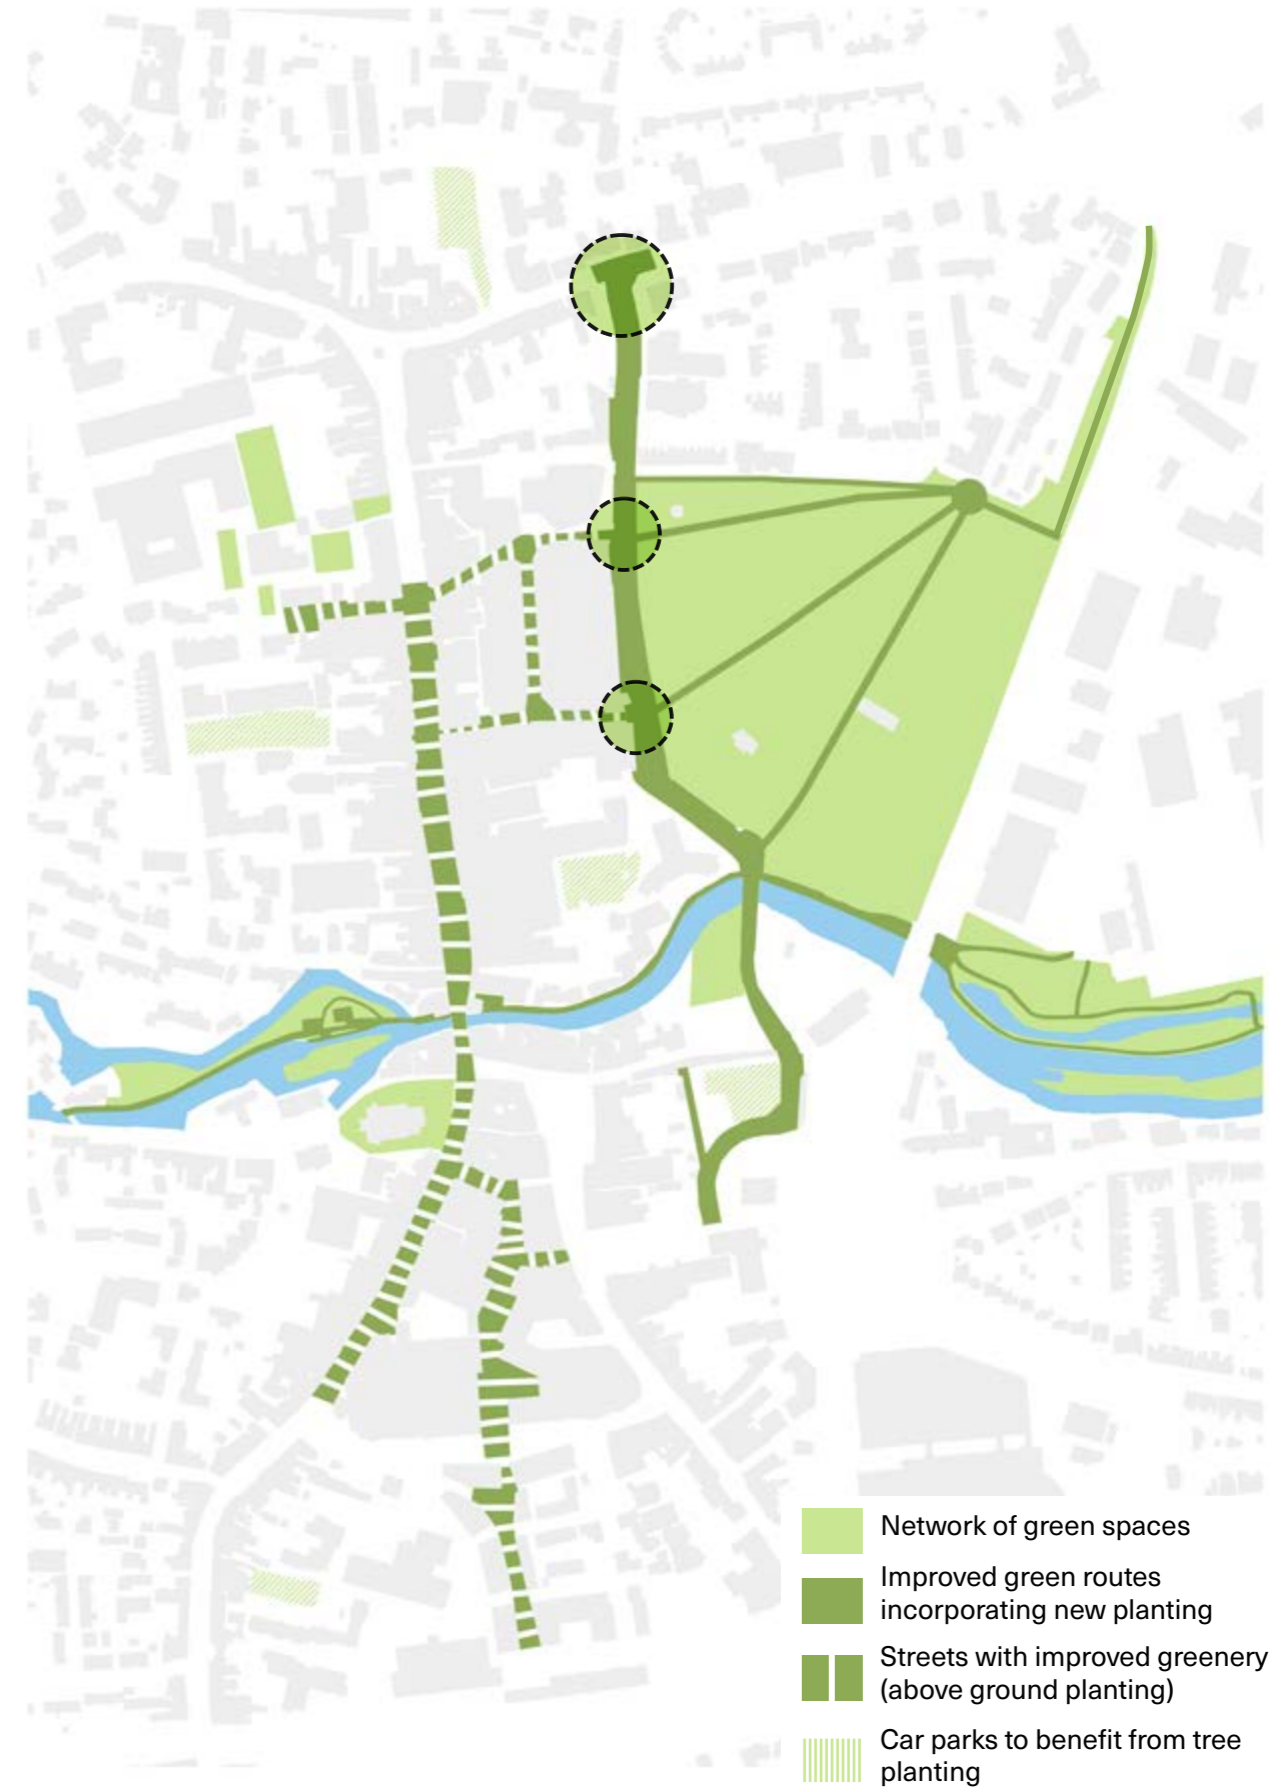 Network of green spaces
Improved green routes
incorporating new planting
Streets with improved greenery
(above ground planting)
Car parks to benefit from tree
planting